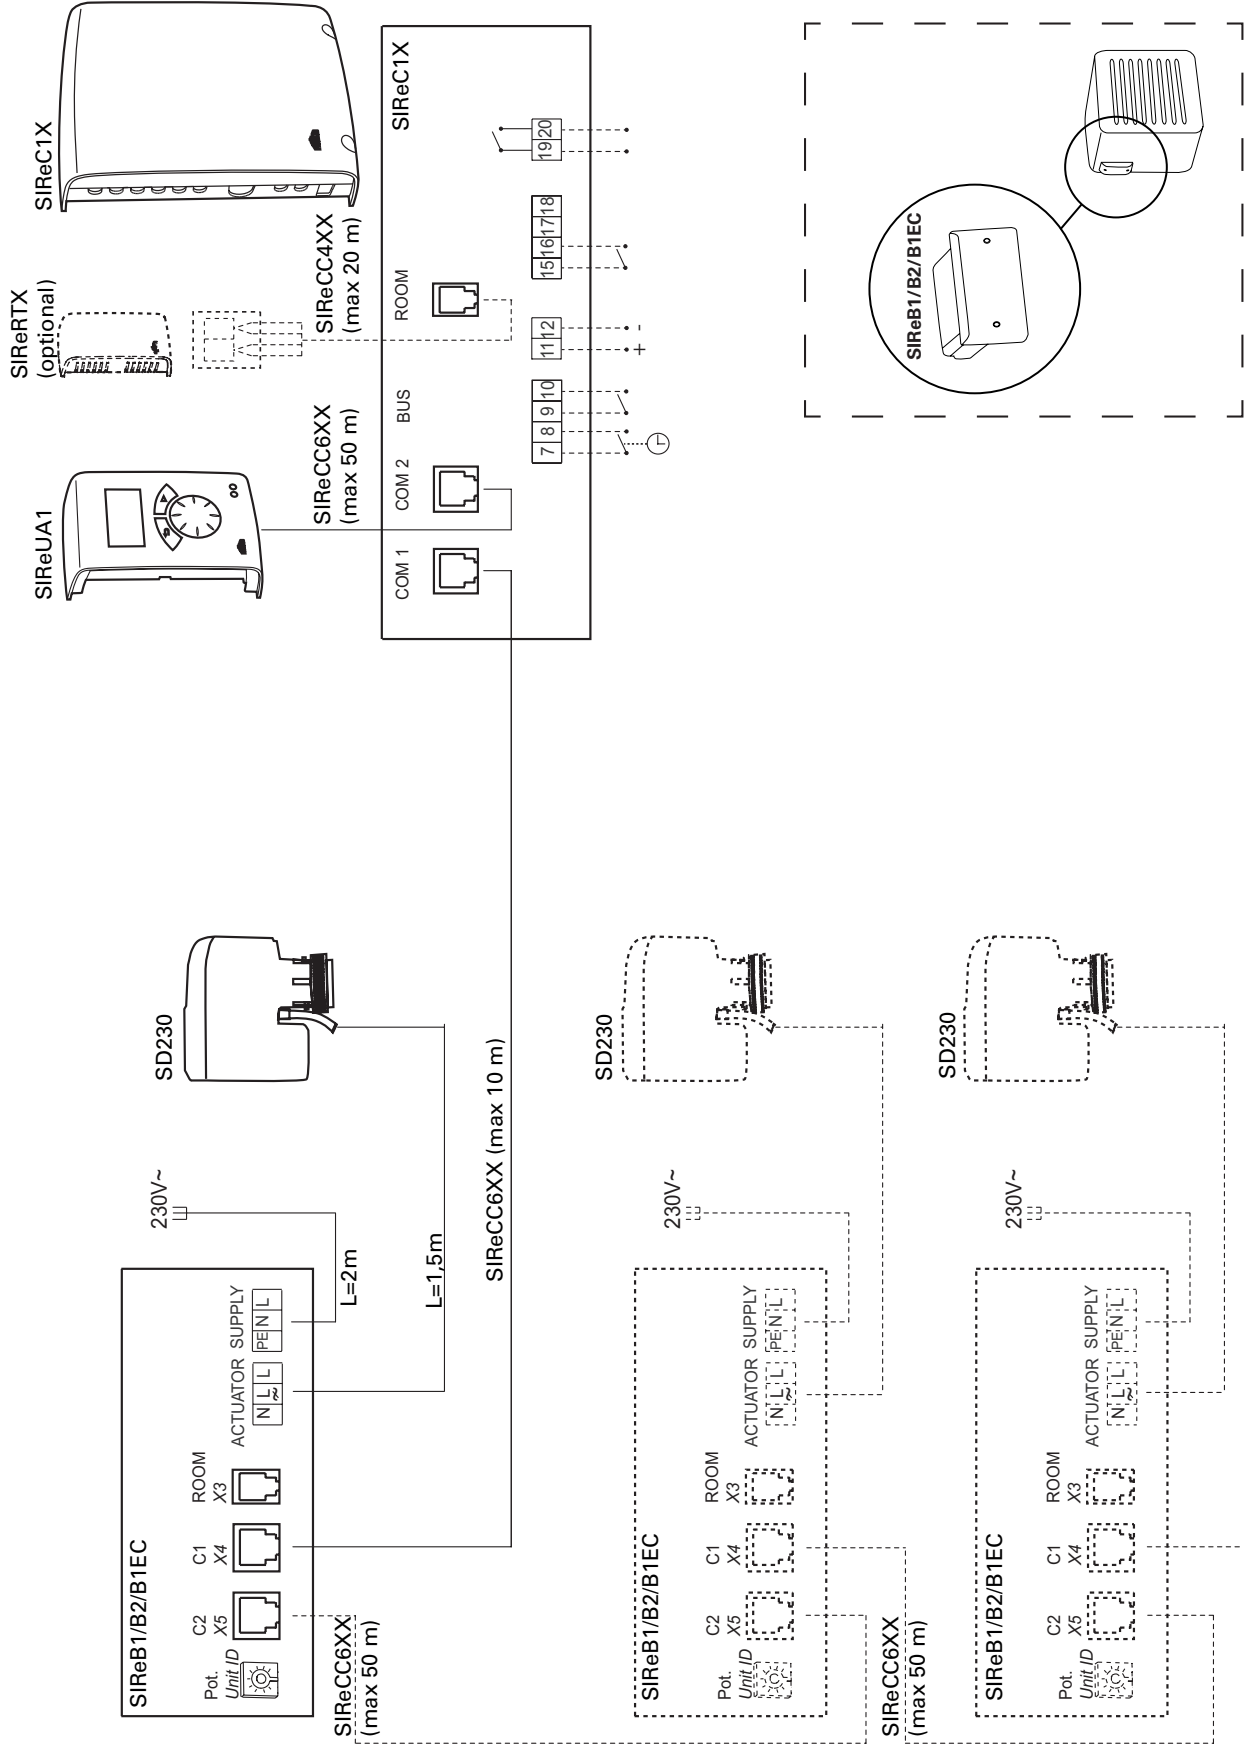 SIReB1/B2/B1EC
Pot.
Unit ID
C2
X5
C1
X4
ROOM
X3
ACTUATOR
N L L
~
SUPPLY
PE N L
230V~
L=2m
L=1,5m
SD230
SIReCC6XX (max 10 m)
SIReCC6XX
(max 50 m)
SIReUA1
SIReCC6XX
(max 50 m)
SIReRTX
(optional)
SIReCC4XX
(max 20 m)
SIReC1X
SIReC1X
COM 1
COM 2
BUS
ROOM
7 8 9 10
11 12
15 16 17 18
19 20
+ -
SIReB1/B2/B1EC
Pot.
Unit ID
C2
X5
C1
X4
ROOM
X3
ACTUATOR
N L L
~
SUPPLY
PE N L
230V~
SD230
SIReCC6XX
(max 50 m)
SIReB1/B2/B1EC
SIReB1/B2/B1EC
Pot.
Unit ID
C2
X5
C1
X4
ROOM
X3
ACTUATOR
N L L
~
SUPPLY
PE N L
230V~
SD230